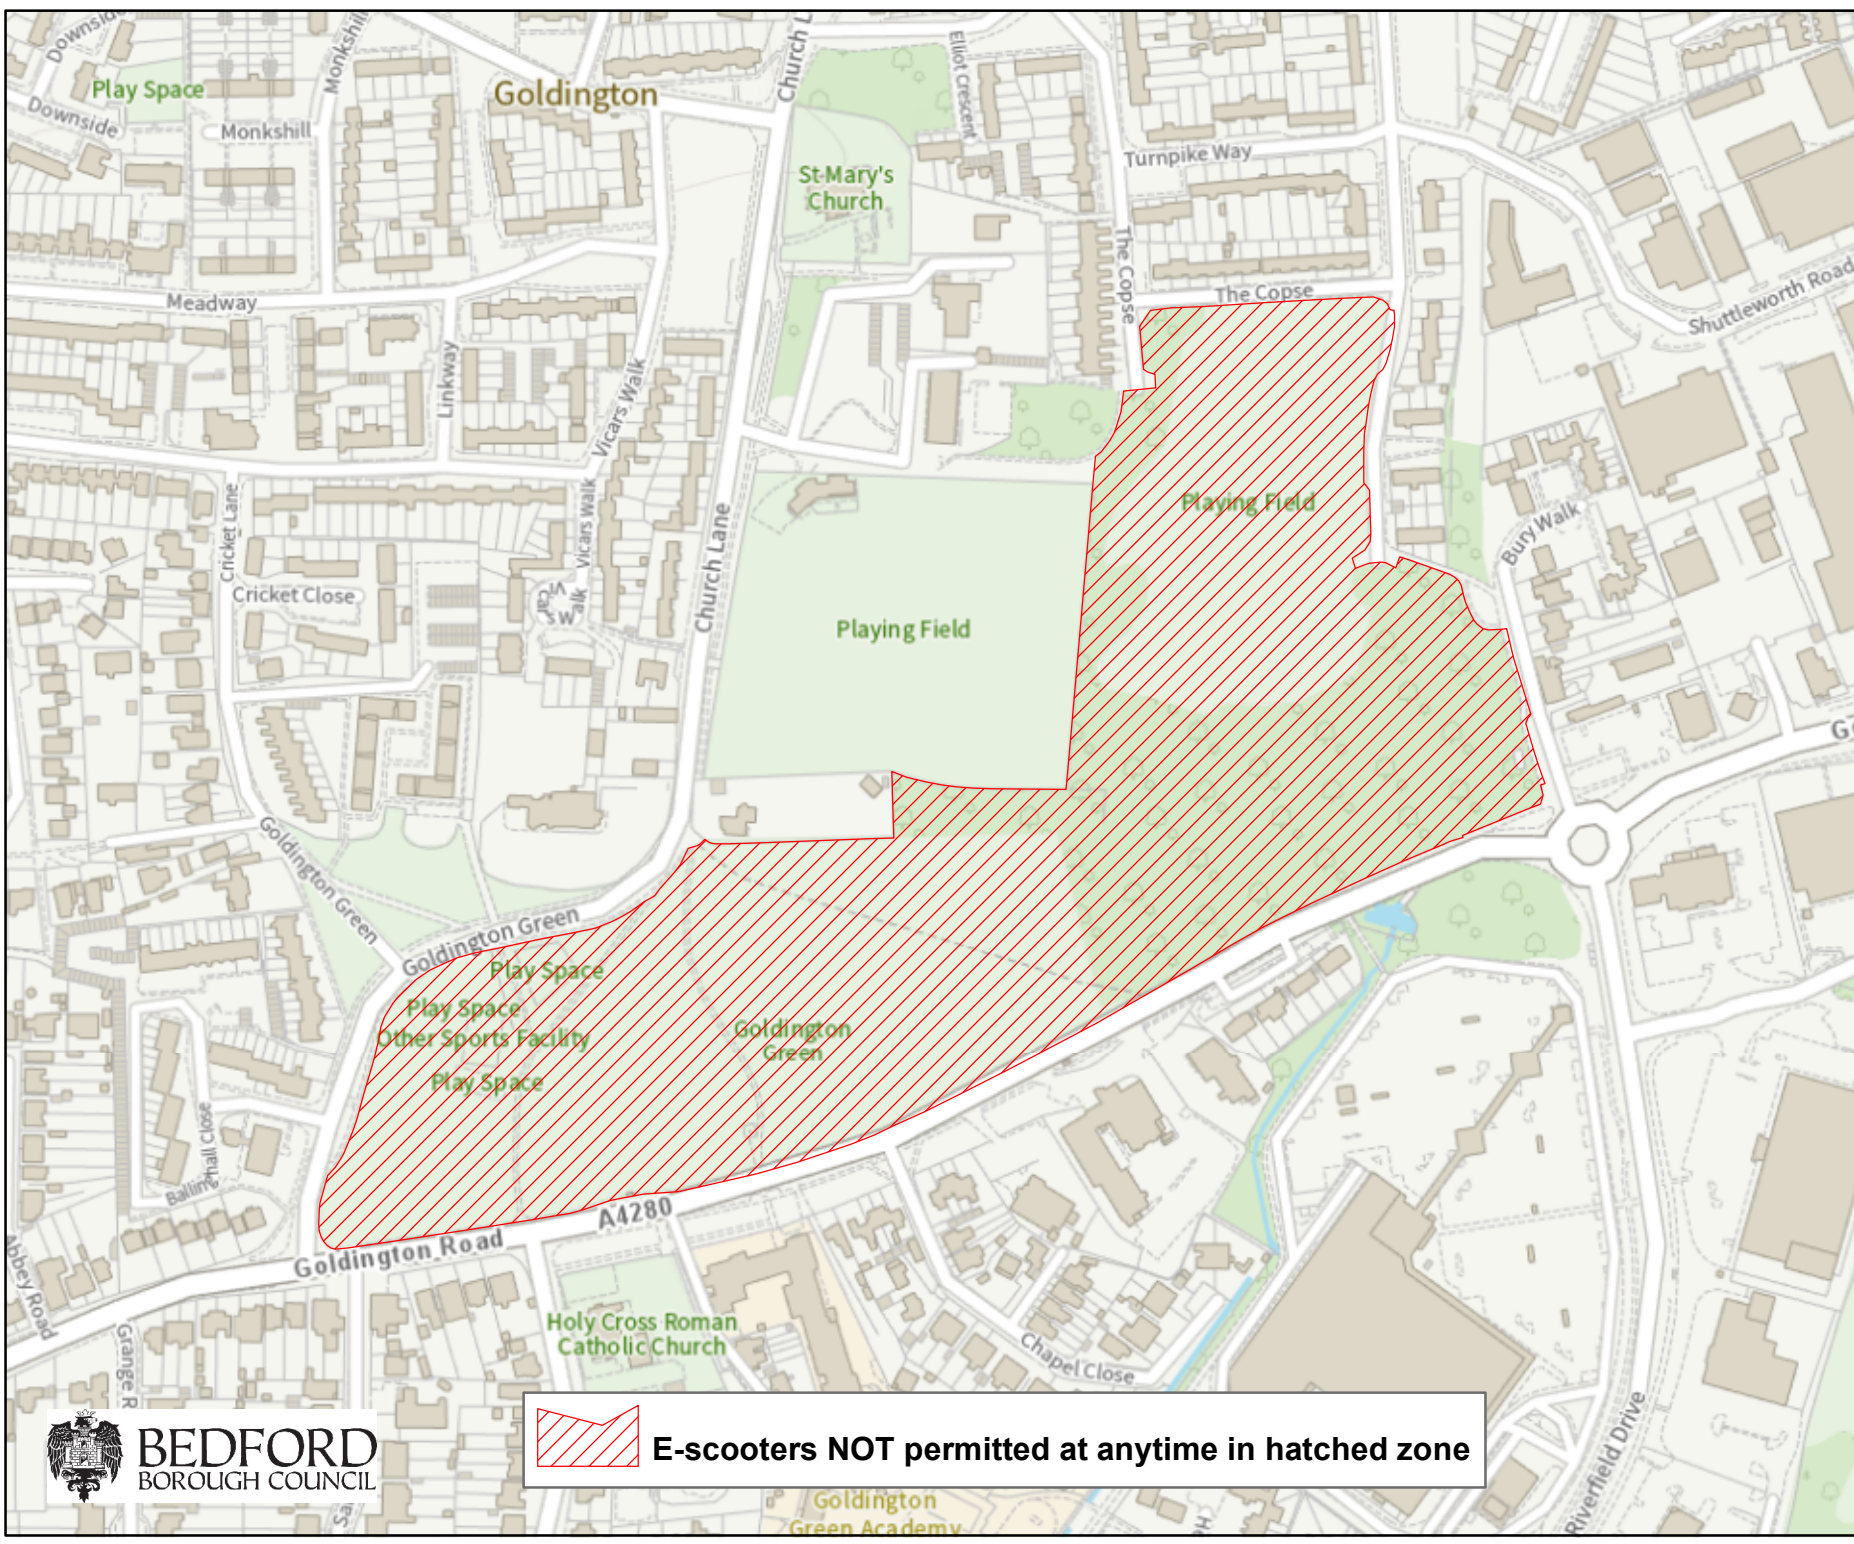 Downside
Play Space
Downside
Monkshill
Monkshill
Goldington
Church L
Elliot Crescent
St Mary's
Church
Turnpike Way
The Copse
The Copse
Shuttleworth Road
Meadway
Linkway
Vicars Walk
Vicars Walk
Vicar's Walk
Cricket Lane
Cricket Close
Church Lane
Playing Field
Playing Field
Bury Walk
Goldington Green
Goldington Green
Play Space
Play Space
Other Sports Facility
Play Space
Goldington
Green
Ballinghall Close
A4280
Goldington Road
Abbey Road
Grange R
Holy Cross Roman
Catholic Church
Chapel Close
Riverfield Drive
BEDFORD
BOROUGH COUNCIL
E-scooters NOT permitted at anytime in hatched zone
Goldington
Green Academy